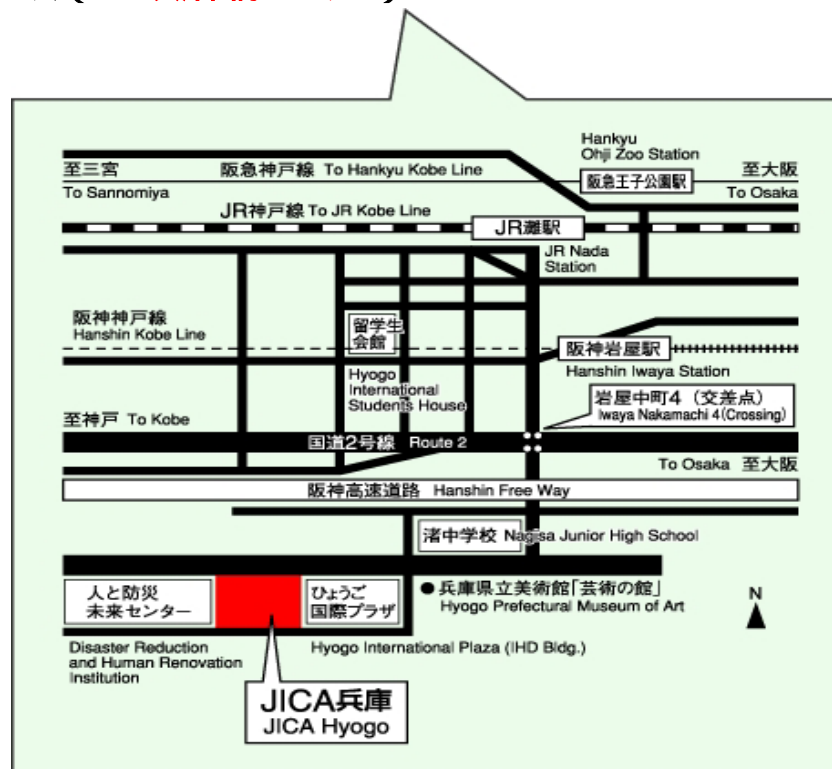 Hankyu
Ohji Zoo Station
至三宮
阪急神戸線 To Hankyu Kobe Line
阪急王子公園駅
至大阪
To Sannomiya
To Osaka
JR神戸線 To JR Kobe Line
JR灘駅
JR Nada
Station
阪神神戸線
Hanshin Kobe Line
留学生
会館
阪神岩屋駅
Hanshin Iwaya Station
Hyogo
International
Students House
岩屋中町4（交差点）
Iwaya Nakamachi 4(Crossing)
至神戸 To Kobe
国道2号線 Route 2
To Osaka 至大阪
阪神高速道路 Hanshin Free Way
渚中学校 Nagisa Junior High School
人と防災
未来センター
ひょうご
国際プラザ
●兵庫県立美術館「芸術の館」
Hyogo Prefectural Museum of Art
N
Disaster Reduction
and Human Renovation
Institution
Hyogo International Plaza (IHD Bldg.)
JICA兵庫
JICA Hyogo